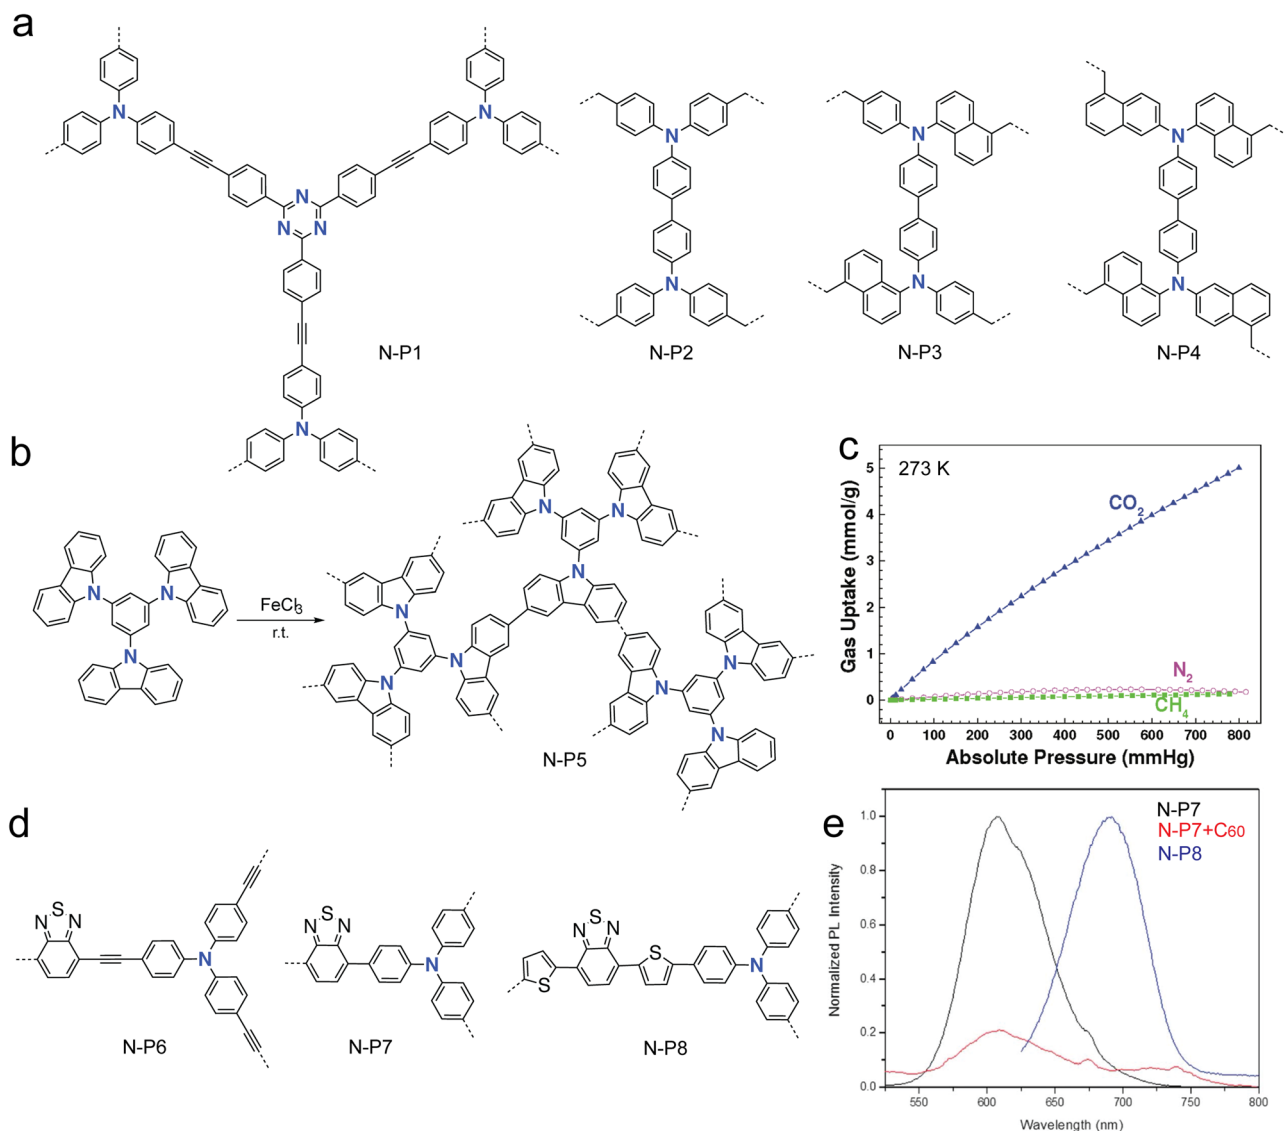 a
N
N
N
N
N
N-P1
N
N
N
N-P2
N
N
N-P3
N
N
N-P4
b
N
N
N
FeCl3
r.t.
N
N
N
N
N
N
N
N
N
N-P5
c
273 K
CO2
N2
CH4
Gas Uptake (mmol/g)
5
4
3
2
1
0
0 100 200 300 400 500 600 700 800
Absolute Pressure (mmHg)
d
S
N N
N
N-P6
S
N N
N
N-P7
S
N N
S
S
N
N-P8
e
N-P7
N-P7+C60
N-P8
Normalized PL Intensity
1.0
0.8
0.6
0.4
0.2
0.0
550 600 650 700 750 800
Wavelength (nm)